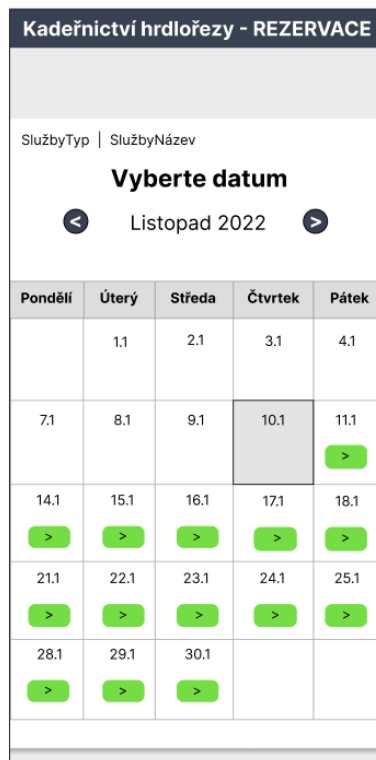 Kadeřnictví hrdlořezy - REZERVACE
SlužbyTyp | SlužbyNázev
Vyberte datum
< Listopad 2022 >
Pondělí Úterý Středa Čtvrtek Pátek
1.1 2.1 3.1 4.1
7.1 8.1 9.1 10.1 11.1
>
14.1 15.1 16.1 17.1 18.1
> > > > >
21.1 22.1 23.1 24.1 25.1
> > > > >
28.1 29.1 30.1
> > >